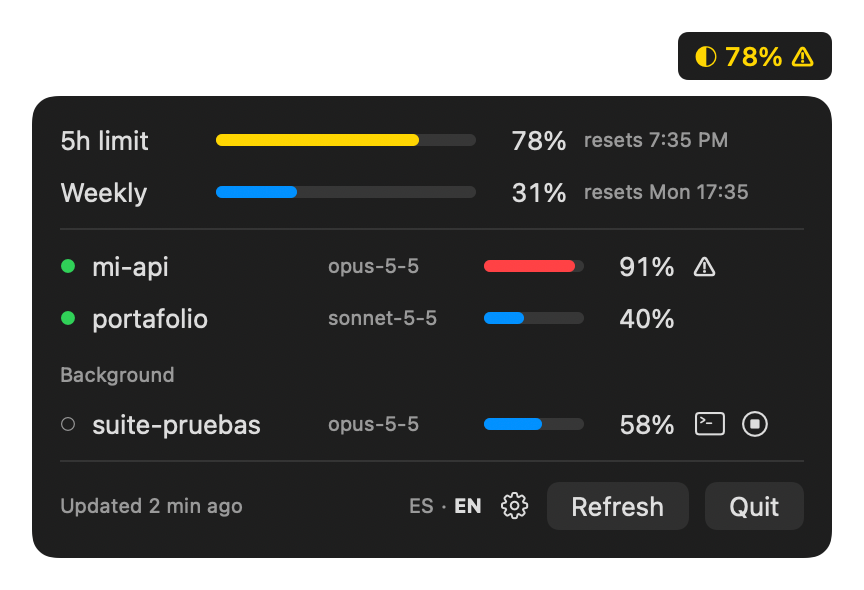 78%
5h limit 78% resets 7:35 PM
Weekly 31% resets Mon 17:35
mi-api opus-5-5 91%
portafolio sonnet-5-5 40%
Background
suite-pruebas opus-5-5 58%
Updated 2 min ago ES · EN Refresh Quit